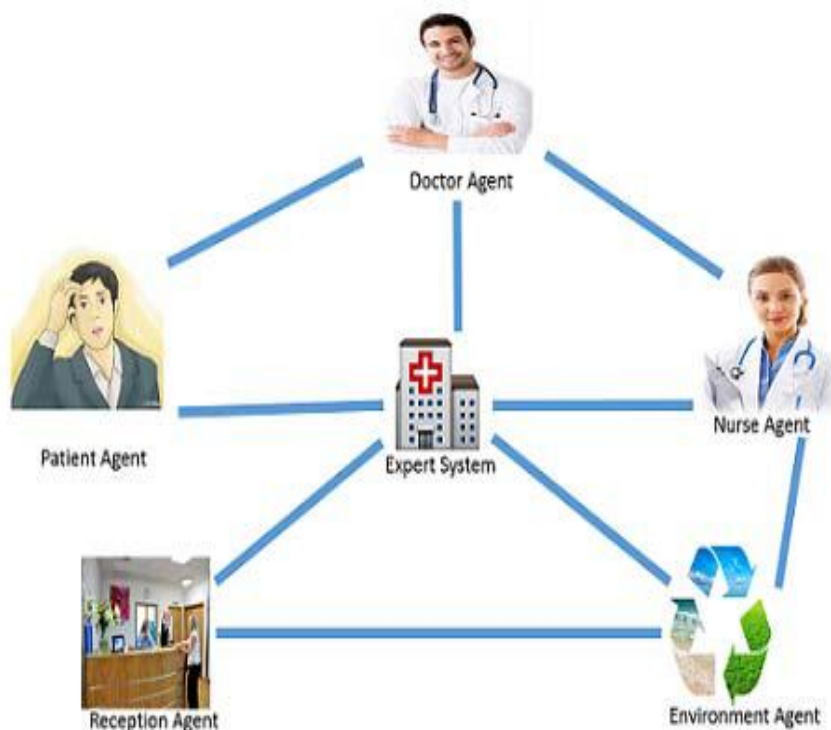 Doctor Agent
Patient Agent
Expert System
Nurse Agent
Reception Agent
Environment Agent